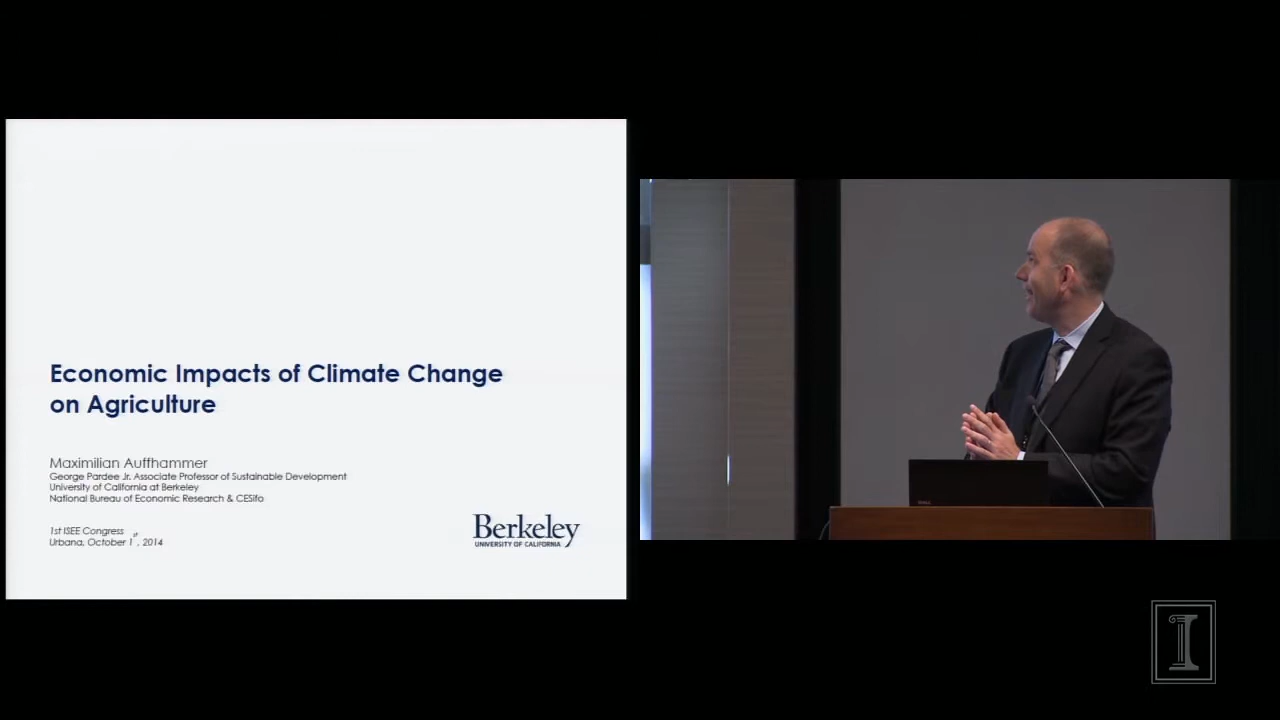 Economic Impacts of Climate Change
on Agriculture
Maximilian Auffhammer
George Pardee Jr. Associate Professor of Sustainable Development
University of California at Berkeley
National Bureau of Economic Research & CESifo
1st ISEE Congress
Urbana, October 1st, 2014
Berkeley
UNIVERSITY OF CALIFORNIA
I